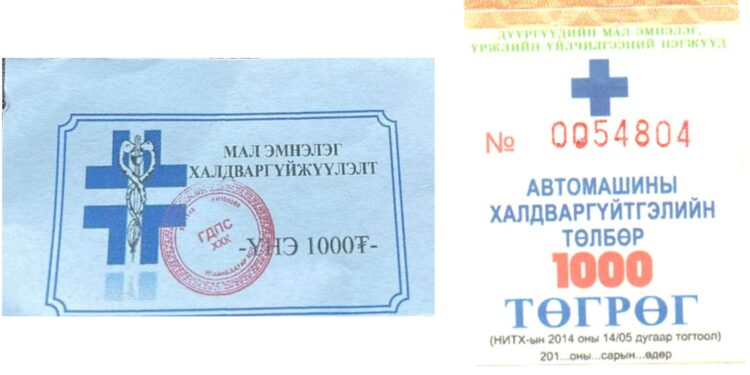 МАЛ ЭМНЭЛЭГ
ХАЛДВАРГҮЙЖҮҮЛЭЛТ
ГДПС
ХХК
-ҮНЭ 1000₮-
ДҮҮРГҮҮДИЙН МАЛ ЭМНЭЛЭГ,
ҮРЖЛИЙН ҮЙЛЧИЛГЭЭНИЙ НЭГЖҮҮД
№ 0054804
АВТОМАШИНЫ
ХАЛДВАРГҮЙТГЭЛИЙН
ТӨЛБӨР
1000
ТӨГРӨГ
(НИТХ-ын 2014 оны 14/05 дугаар тогтоол)
201...оны...сарын...өдөр